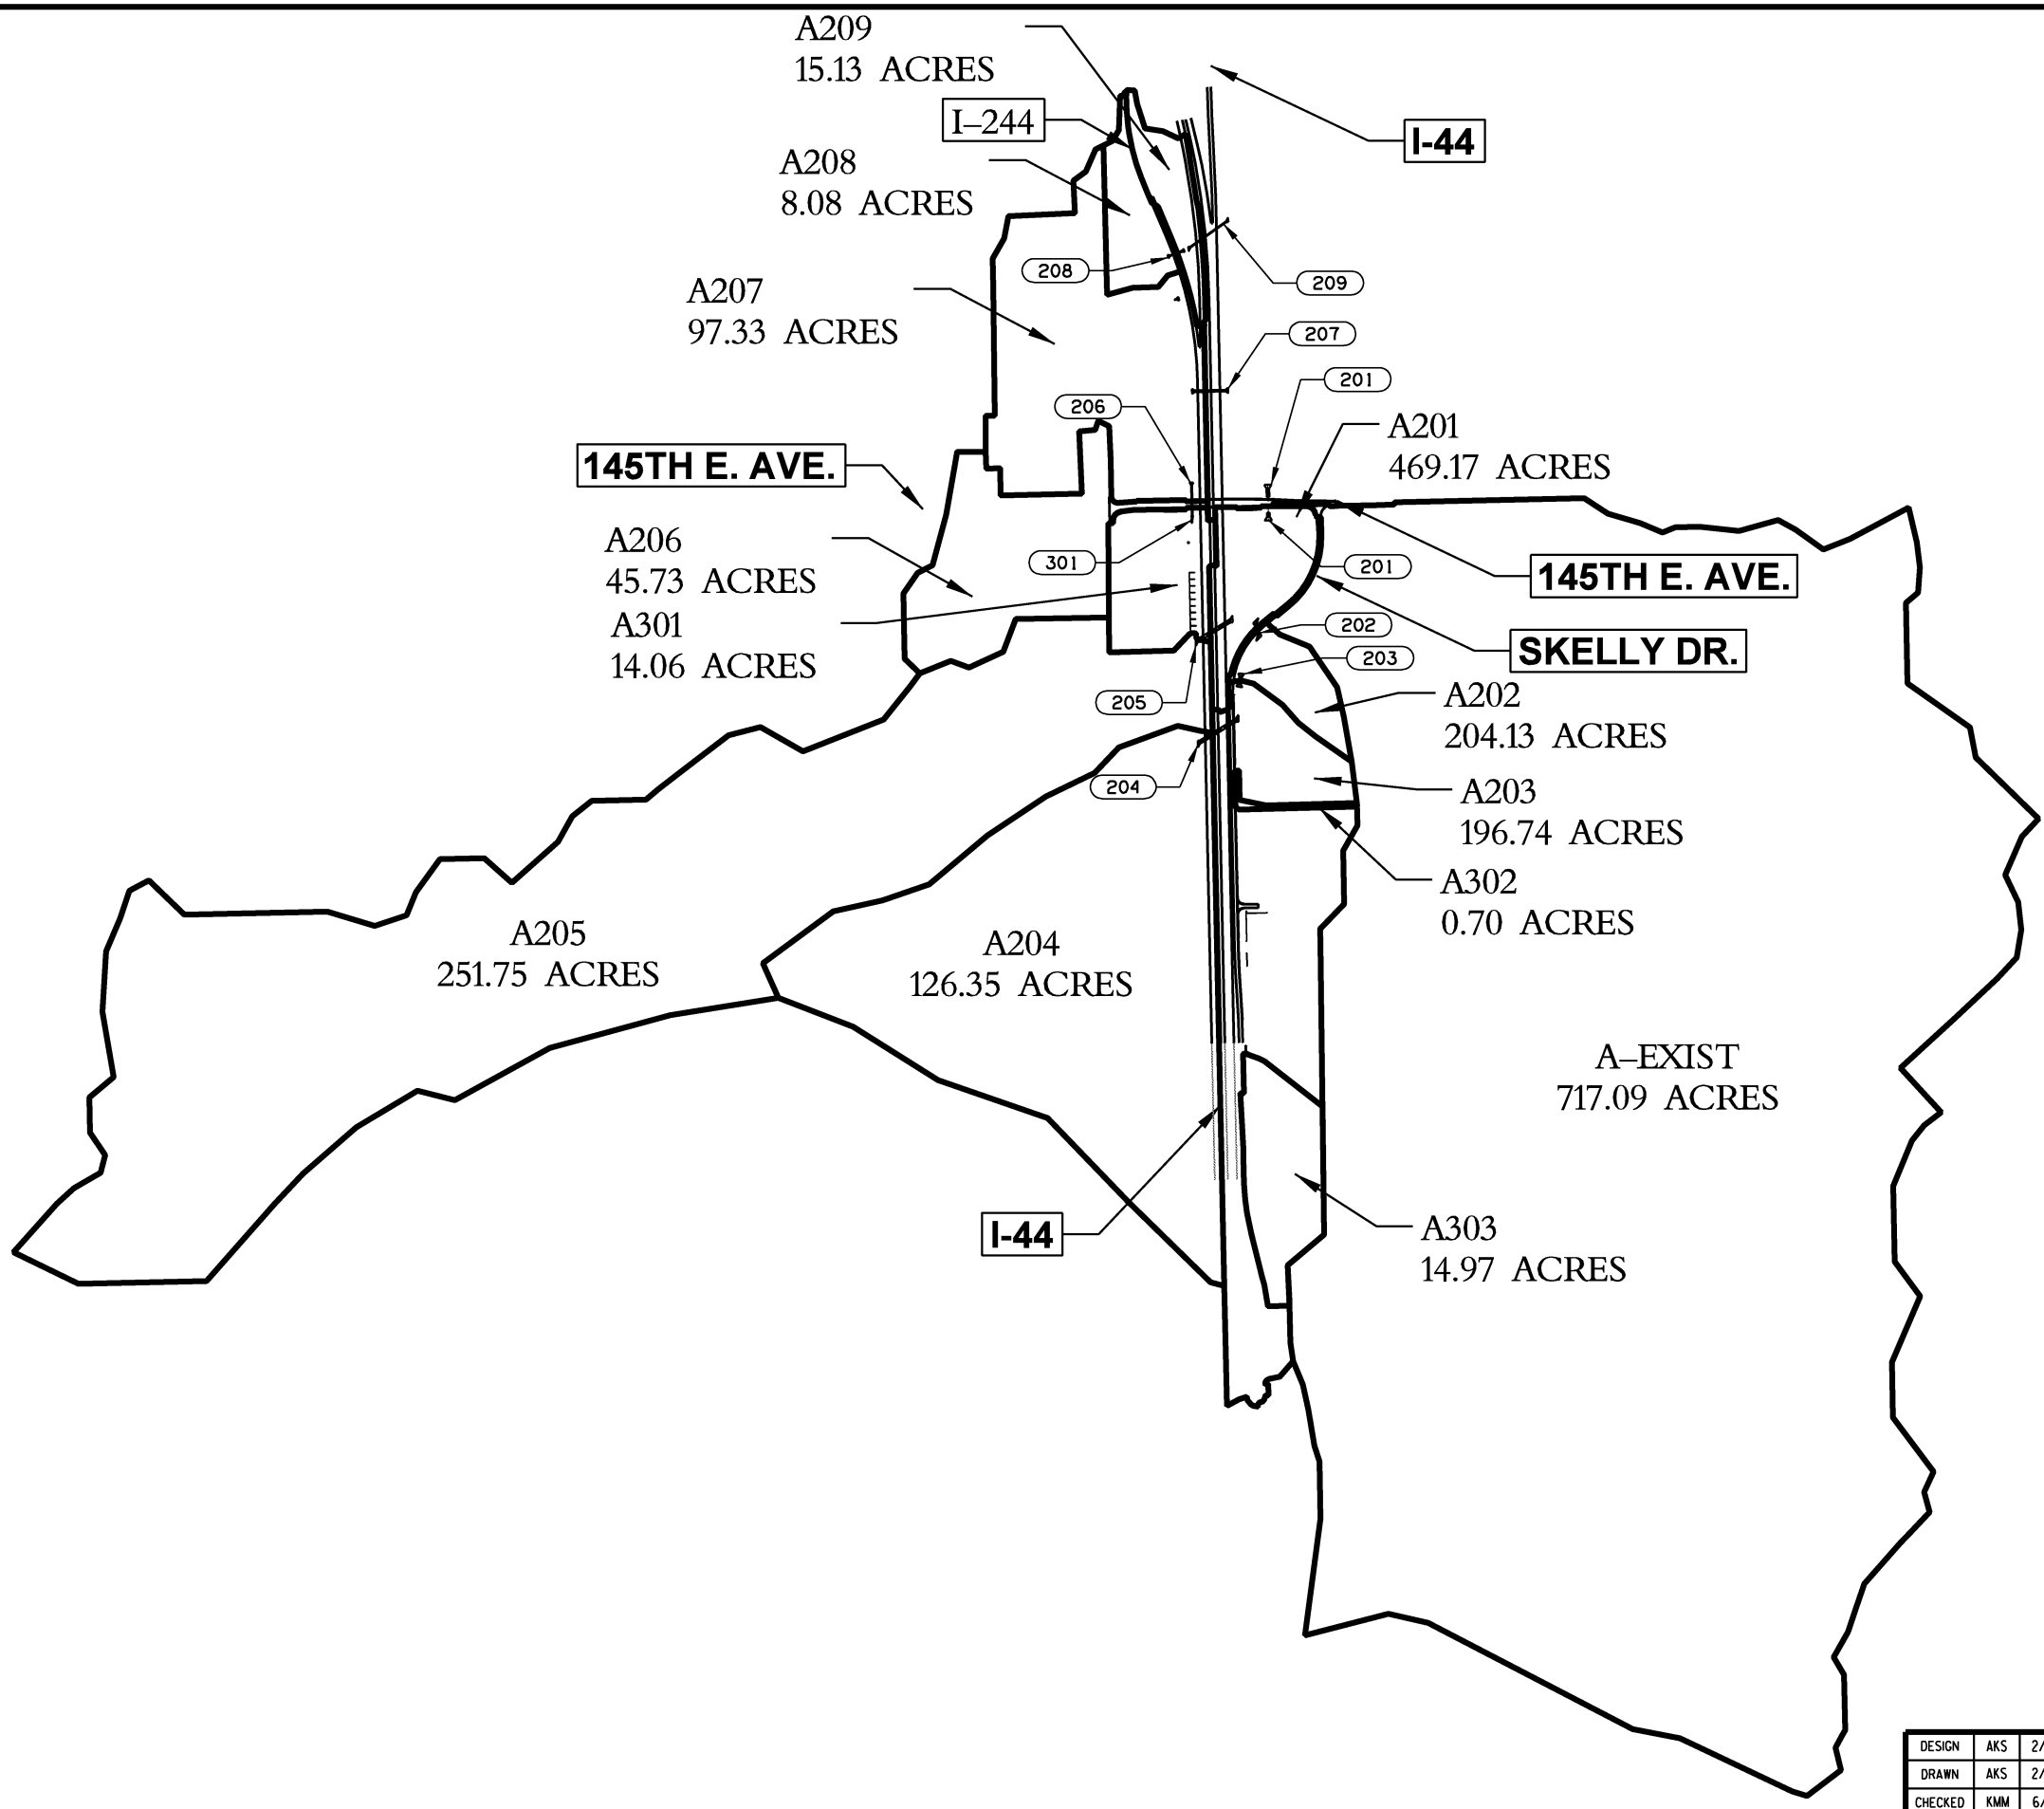 A209
15.13 ACRES
I-44
I–244
A208
8.08 ACRES
208
209
A207
97.33 ACRES
207
201
206
A201
469.17 ACRES
145TH E. AVE.
A206
45.73 ACRES
301
201
145TH E. AVE.
A301
14.06 ACRES
202
SKELLY DR.
203
205
A202
204.13 ACRES
204
A203
196.74 ACRES
A302
0.70 ACRES
A205
251.75 ACRES
A204
126.35 ACRES
A–EXIST
717.09 ACRES
I-44
A303
14.97 ACRES
DESIGN AKS 2/
DRAWN AKS 2/
CHECKED KMM 6/